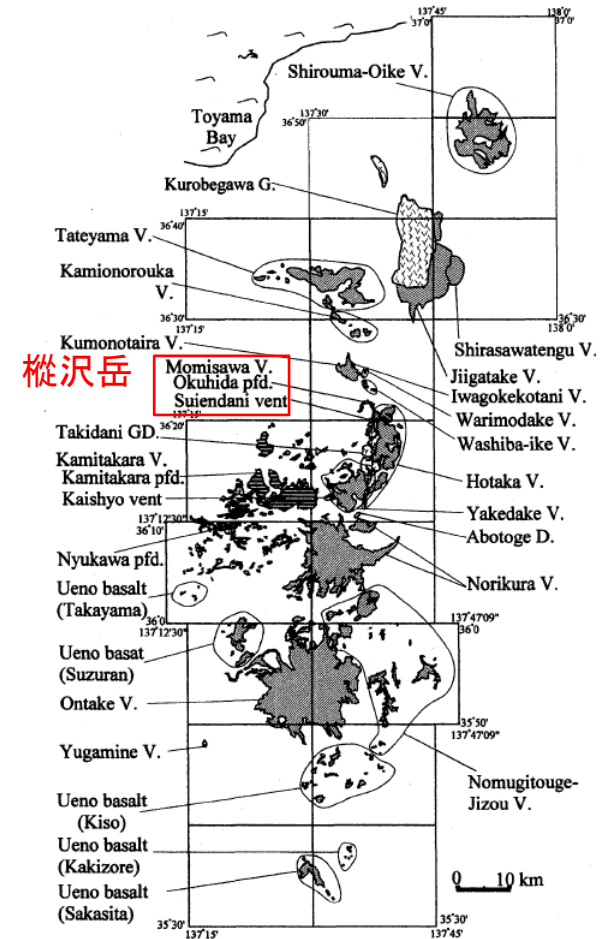 137°45'
37°0'
138°0'
37°0'
Shirouma-Oike V.
Toyama
Bay
137°30'
36°50'
Kurobegawa G.
137°15'
36°40'
Tateyama V.
Kamionorouka
V.
137°15'
36°30'
36°30'
138°0'
Kumonotaira V.
Shirasawatengu V.
樅沢岳
Momisawa V.
Jiigatake V.
Okuhida pfd.
Iwagokekotani V.
Suiendani vent
Warimodake V.
137°15'
36°20'
Washiba-ike V.
Takidani GD.
Kamitakara V.
Kamitakara pfd.
Hotaka V.
Kaishyo vent
137°12'30"
36°10'
Yakedake V.
Abotoge D.
Nyukawa pfd.
Norikura V.
Ueno basalt
(Takayama)
36°0'
137°12'30"
137°47'09"
36°0'
Ueno basat
(Suzuran)
Ontake V.
35°50'
137°47'09"
Yugamine V.
Nomugitouge-
Jizou V.
Ueno basalt
(Kiso)
Ueno basalt
(Kakizore)
0 10 km
Ueno basalt
(Sakasita)
35°30'
137°15'
35°30'
137°45'